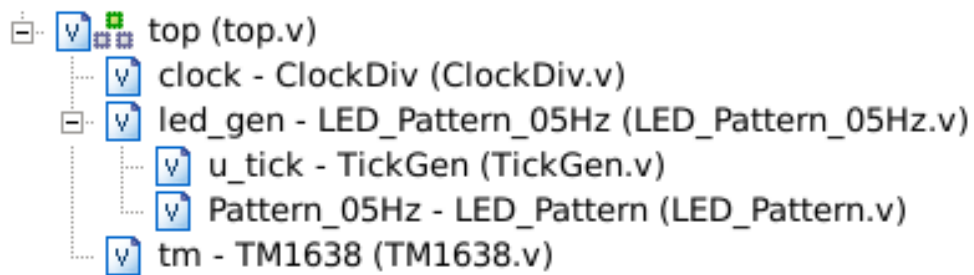 top (top.v)
clock - ClockDiv (ClockDiv.v)
led_gen - LED_Pattern_05Hz (LED_Pattern_05Hz.v)
u_tick - TickGen (TickGen.v)
Pattern_05Hz - LED_Pattern (LED_Pattern.v)
tm - TM1638 (TM1638.v)